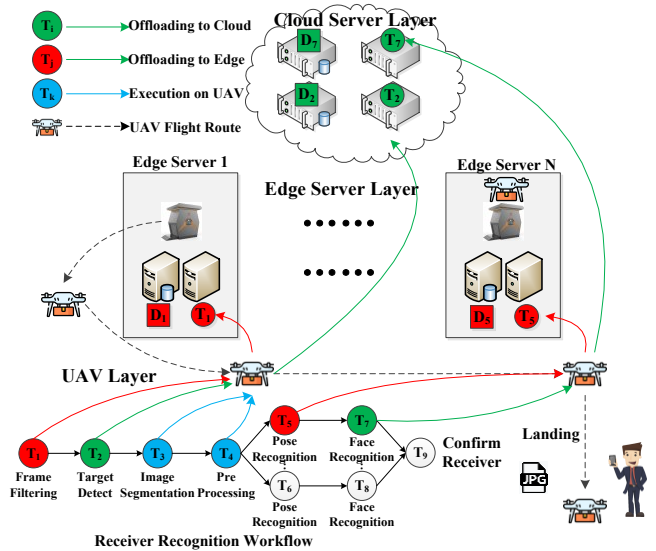 Cloud Server Layer
Ti
Offloading to Cloud
Tj
Offloading to Edge
Tk
Execution on UAV
UAV Flight Route
D7
T7
D2
T2
Edge Server 1
Edge Server N
Edge Server Layer
D1
T1
D5
T5
UAV Layer
T1
T2
T3
T4
T5
T7
T6
T8
T9
Frame
Filtering
Target
Detect
Image
Segmentation
Pre
Processing
Pose
Recognition
Face
Recognition
Pose
Recognition
Face
Recognition
Confirm
Receiver
Landing
JPG
Receiver Recognition Workflow